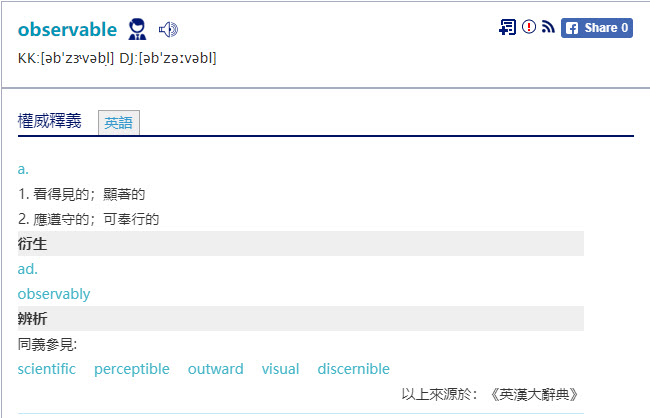 observable
Share 0
KK:[əbˋzɝvəb!̣] DJ:[əbˈzəːvəbl]
權威釋義 英語
a.
1. 看得見的；顯著的
2. 應遵守的；可奉行的
衍生
ad.
observably
辨析
同義參見:
scientific perceptible outward visual discernible
以上來源於：《英漢大辭典》